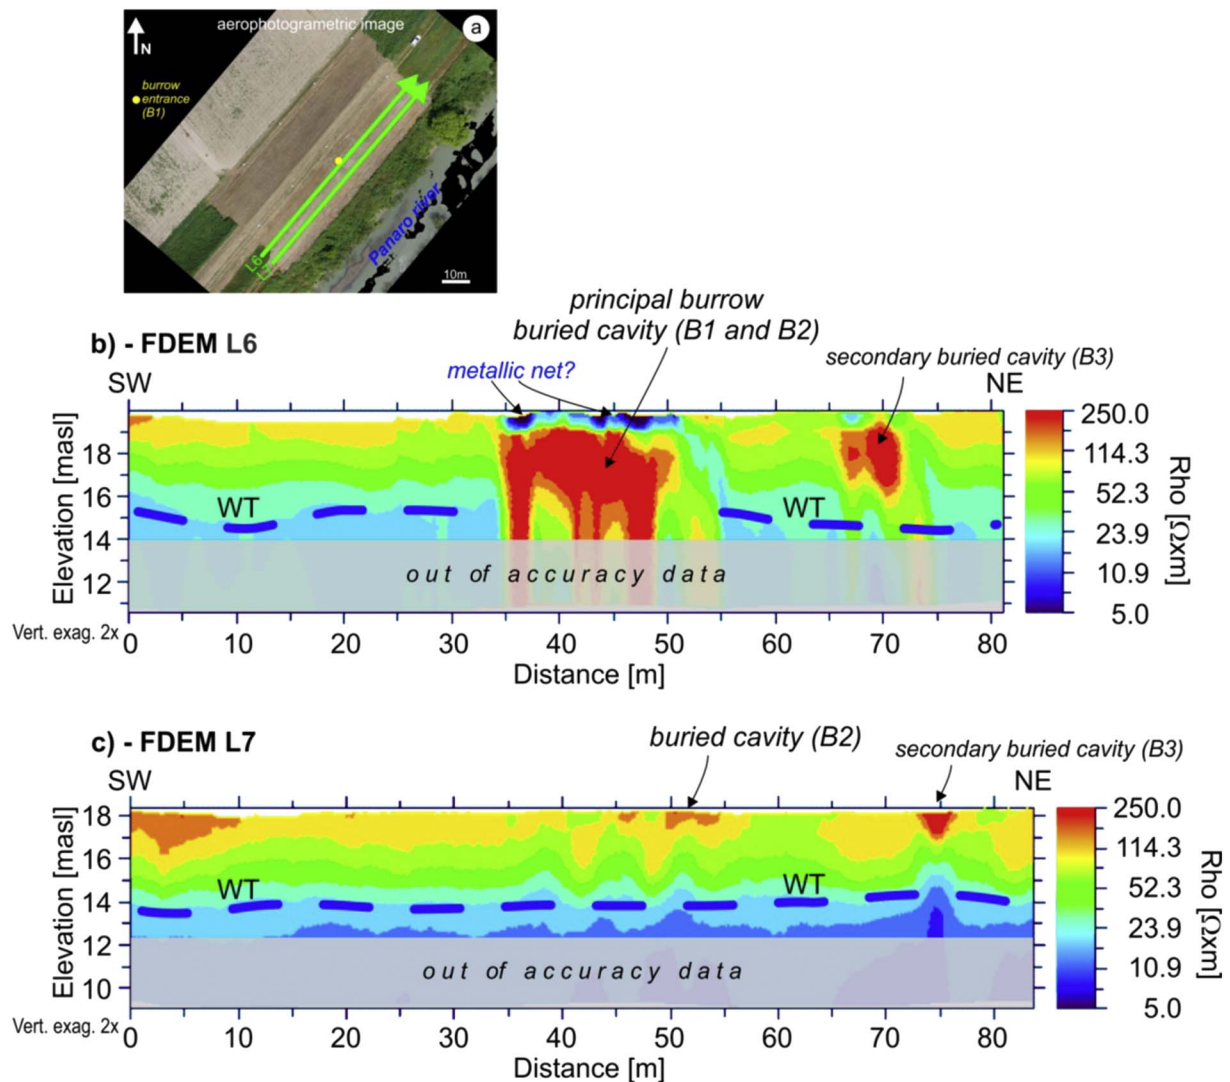 aerophotogrametric image
a
N
burrow
entrance
(B1)
L6
L7
Panaro river
10m
principal burrow
buried cavity (B1 and B2)
b) - FDEM L6
metallic net?
secondary buried cavity (B3)
SW
NE
Elevation [masl]
18
16
14
12
WT
WT
out of accuracy data
250.0
114.3
52.3
23.9
10.9
5.0
Rho [Ωxm]
Vert. exag. 2x
0 10 20 30 40 50 60 70 80
Distance [m]
c) - FDEM L7
buried cavity (B2)
secondary buried cavity (B3)
SW
NE
Elevation [masl]
18
16
14
12
10
WT
WT
out of accuracy data
250.0
114.3
52.3
23.9
10.9
5.0
Rho [Ωxm]
Vert. exag. 2x
0 10 20 30 40 50 60 70 80
Distance [m]